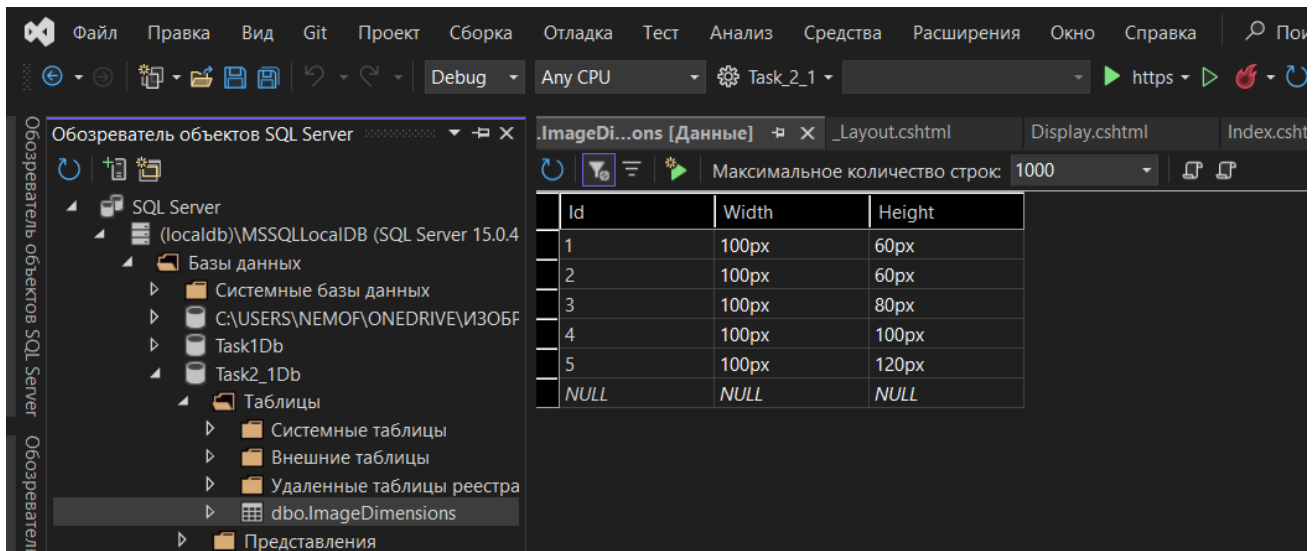 Файл Правка Вид Git Проект Сборка Отладка Тест Анализ Средства Расширения Окно Справка Пои
Debug Any CPU Task_2_1 https
Обозреватель объектов SQL Server
Обозревател
Обозреватель объектов SQL Server
SQL Server
(localdb)\MSSQLLocalDB (SQL Server 15.0.4
Базы данных
Системные базы данных
C:\USERS\NEMOF\ONEDRIVE\ИЗОБР
Task1Db
Task2_1Db
Таблицы
Системные таблицы
Внешние таблицы
Удаленные таблицы реестра
dbo.ImageDimensions
Представления
.ImageDi...ons [Данные] _Layout.cshtml Display.cshtml Index.csht
Максимальное количество строк: 1000
Id Width Height
1 100px 60px
2 100px 60px
3 100px 80px
4 100px 100px
5 100px 120px
NULL NULL NULL